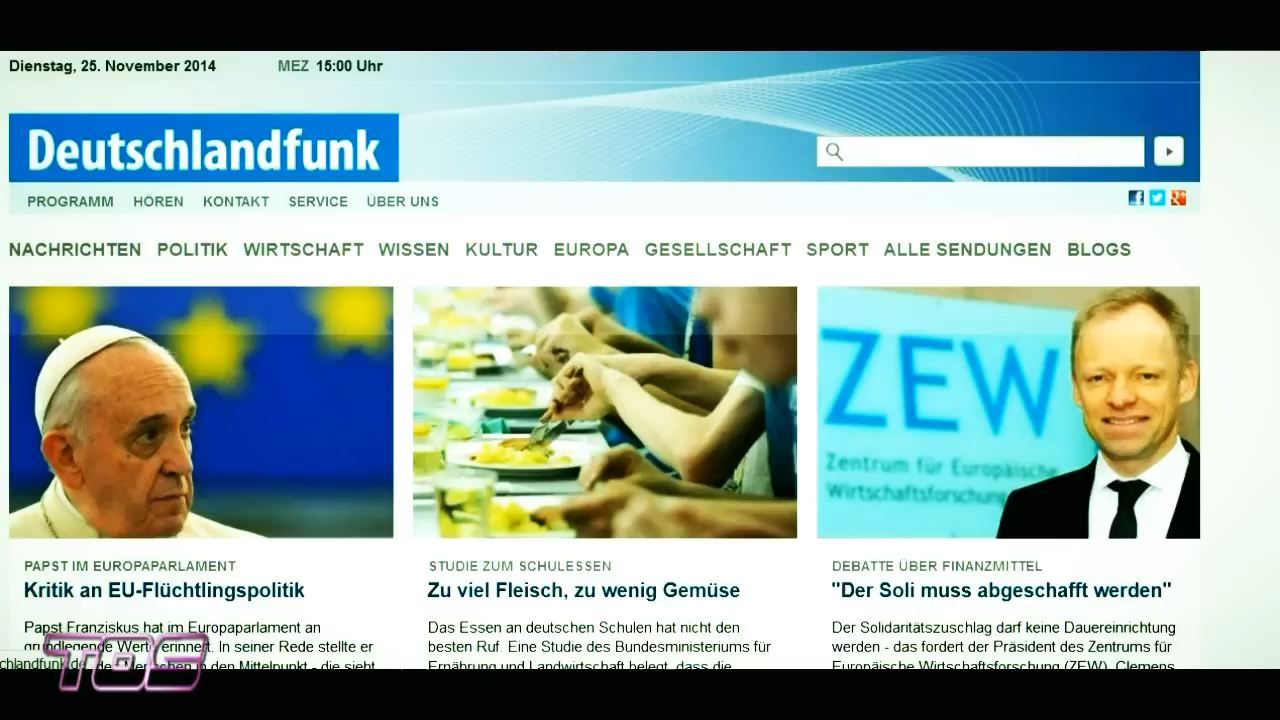 Dienstag, 25. November 2014 MEZ 15:00 Uhr
Deutschlandfunk
PROGRAMM HÖREN KONTAKT SERVICE ÜBER UNS
NACHRICHTEN POLITIK WIRTSCHAFT WISSEN KULTUR EUROPA GESELLSCHAFT SPORT ALLE SENDUNGEN BLOGS
ZEW
Zentrum für Europäische
Wirtschaftsforschung
PAPST IM EUROPAPARLAMENT
Kritik an EU-Flüchtlingspolitik
Papst Franziskus hat im Europaparlament an
grundlegende Werte erinnert. In seiner Rede stellte er
den Mittelpunkt - die sieht
STUDIE ZUM SCHULESSEN
Zu viel Fleisch, zu wenig Gemüse
Das Essen an deutschen Schulen hat nicht den
besten Ruf. Eine Studie des Bundesministeriums für
Ernährung und Landwirtschaft belegt, dass die
DEBATTE ÜBER FINANZMITTEL
"Der Soli muss abgeschafft werden"
Der Solidaritätszuschlag darf keine Dauereinrichtung
werden - das fordert der Präsident des Zentrums für
Europäische Wirtschaftsforschung (ZEW), Clemens
TOS